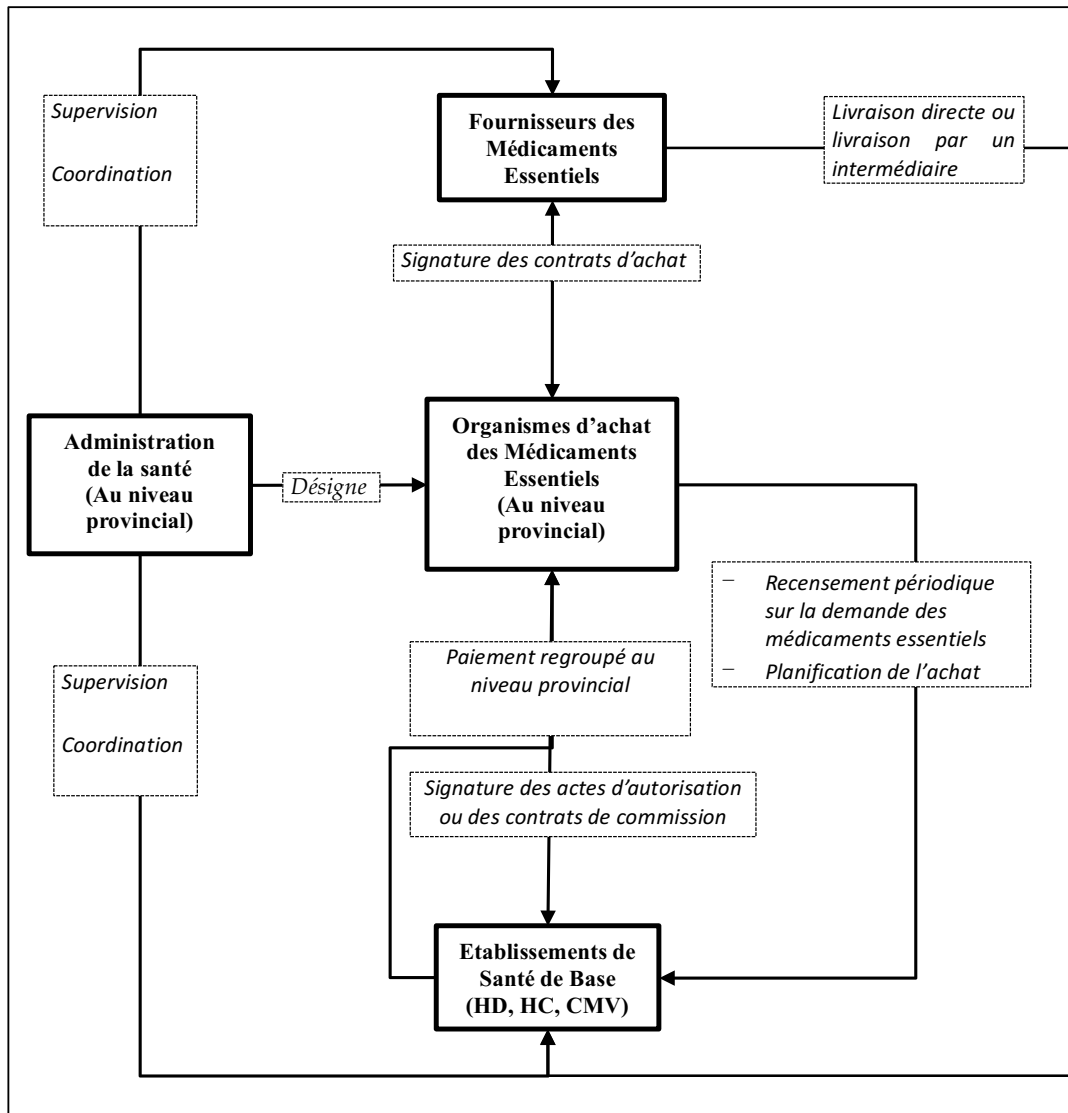 Supervision
Coordination
Fournisseurs des
Médicaments
Essentiels
Livraison directe ou
livraison par un
intermédiaire
Signature des contrats d’achat
Administration
de la santé
(Au niveau
provincial)
Désigne
Organismes d’achat
des Médicaments
Essentiels
(Au niveau
provincial)
– Recensement périodique
sur la demande des
médicaments essentiels
– Planification de l’achat
Paiement regroupé au
niveau provincial
Supervision
Coordination
Signature des actes d’autorisation
ou des contrats de commission
Etablissements de
Santé de Base
(HD, HC, CMV)